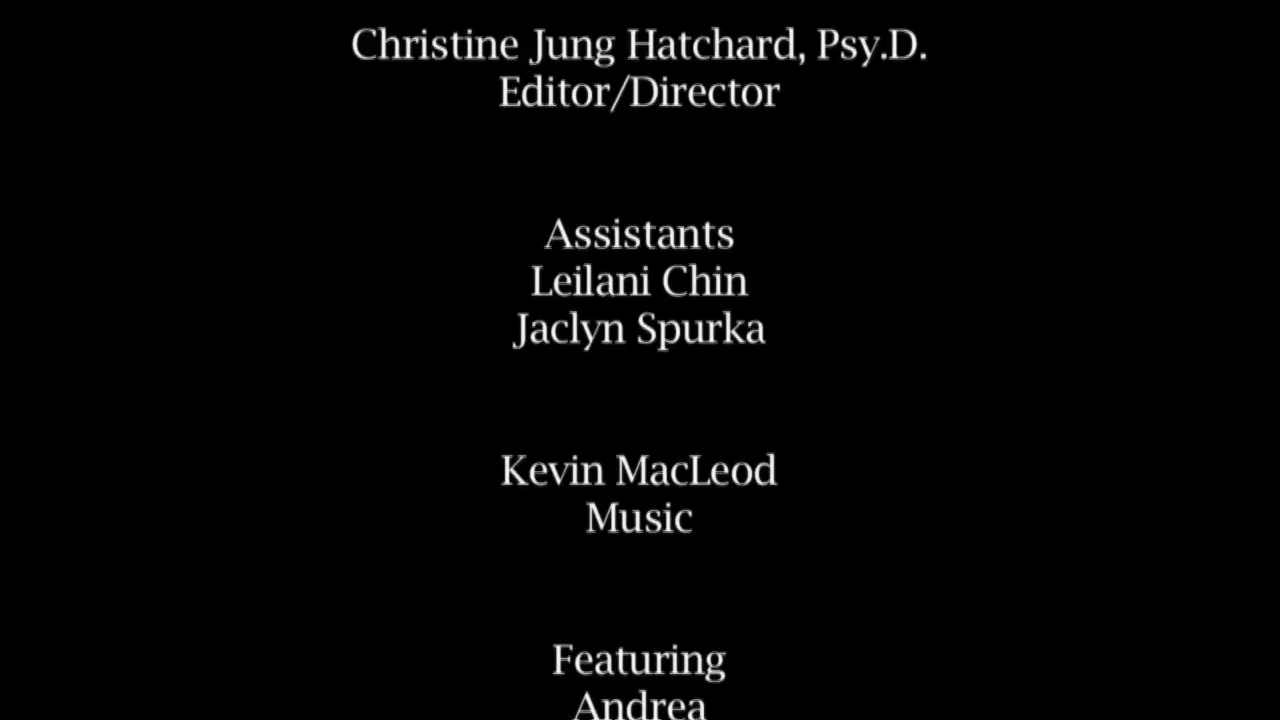 Christine Jung Hatchard, Psy.D.
Editor/Director
Assistants
Leilani Chin
Jaclyn Spurka
Kevin MacLeod
Music
Featuring
Andrea